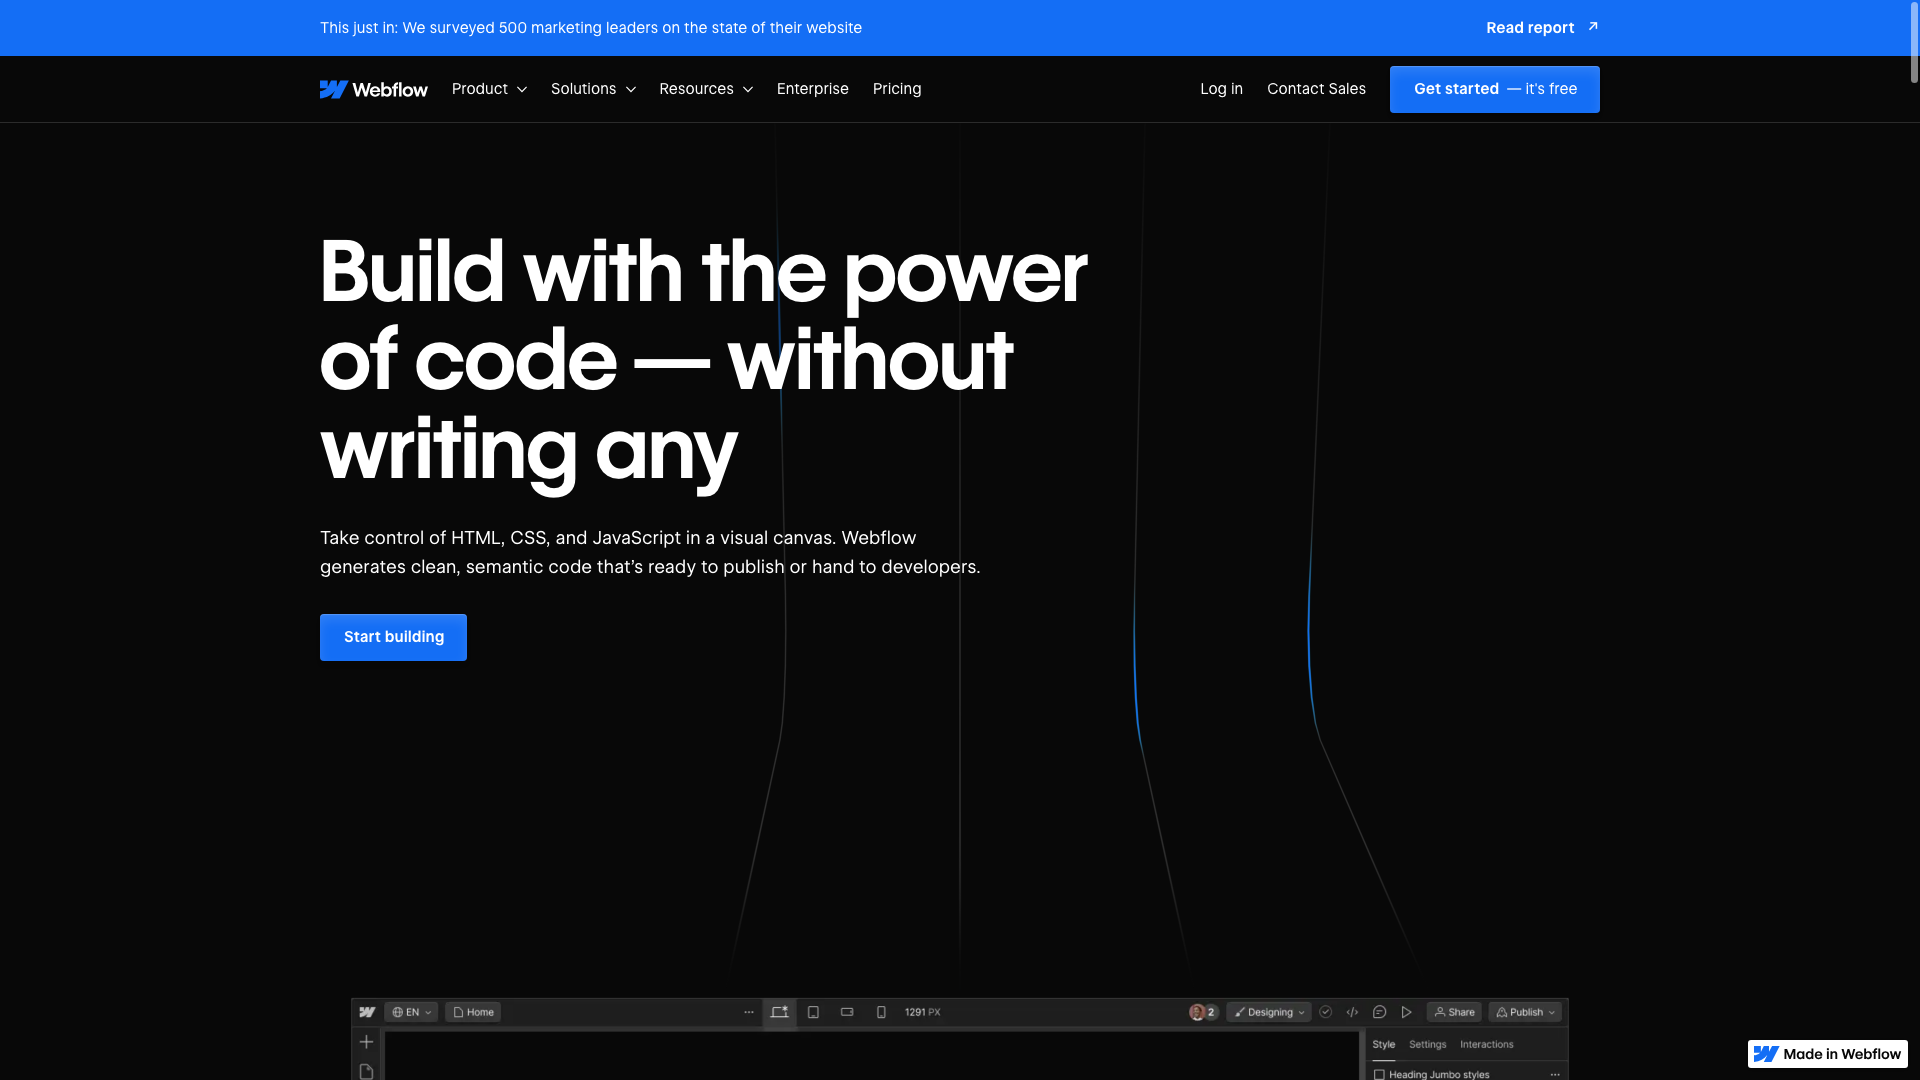 This just in: We surveyed 500 marketing leaders on the state of their website
Read report
Webflow
Product
Solutions
Resources
Enterprise
Pricing
Log in
Contact Sales
Get started — it's free
Build with the power
of code — without
writing any
Take control of HTML, CSS, and JavaScript in a visual canvas. Webflow
generates clean, semantic code that’s ready to publish or hand to developers.
Start building
EN
Home
1291 PX
2
Designing
Share
Publish
Style
Settings
Interactions
Heading Jumbo styles
Made in Webflow